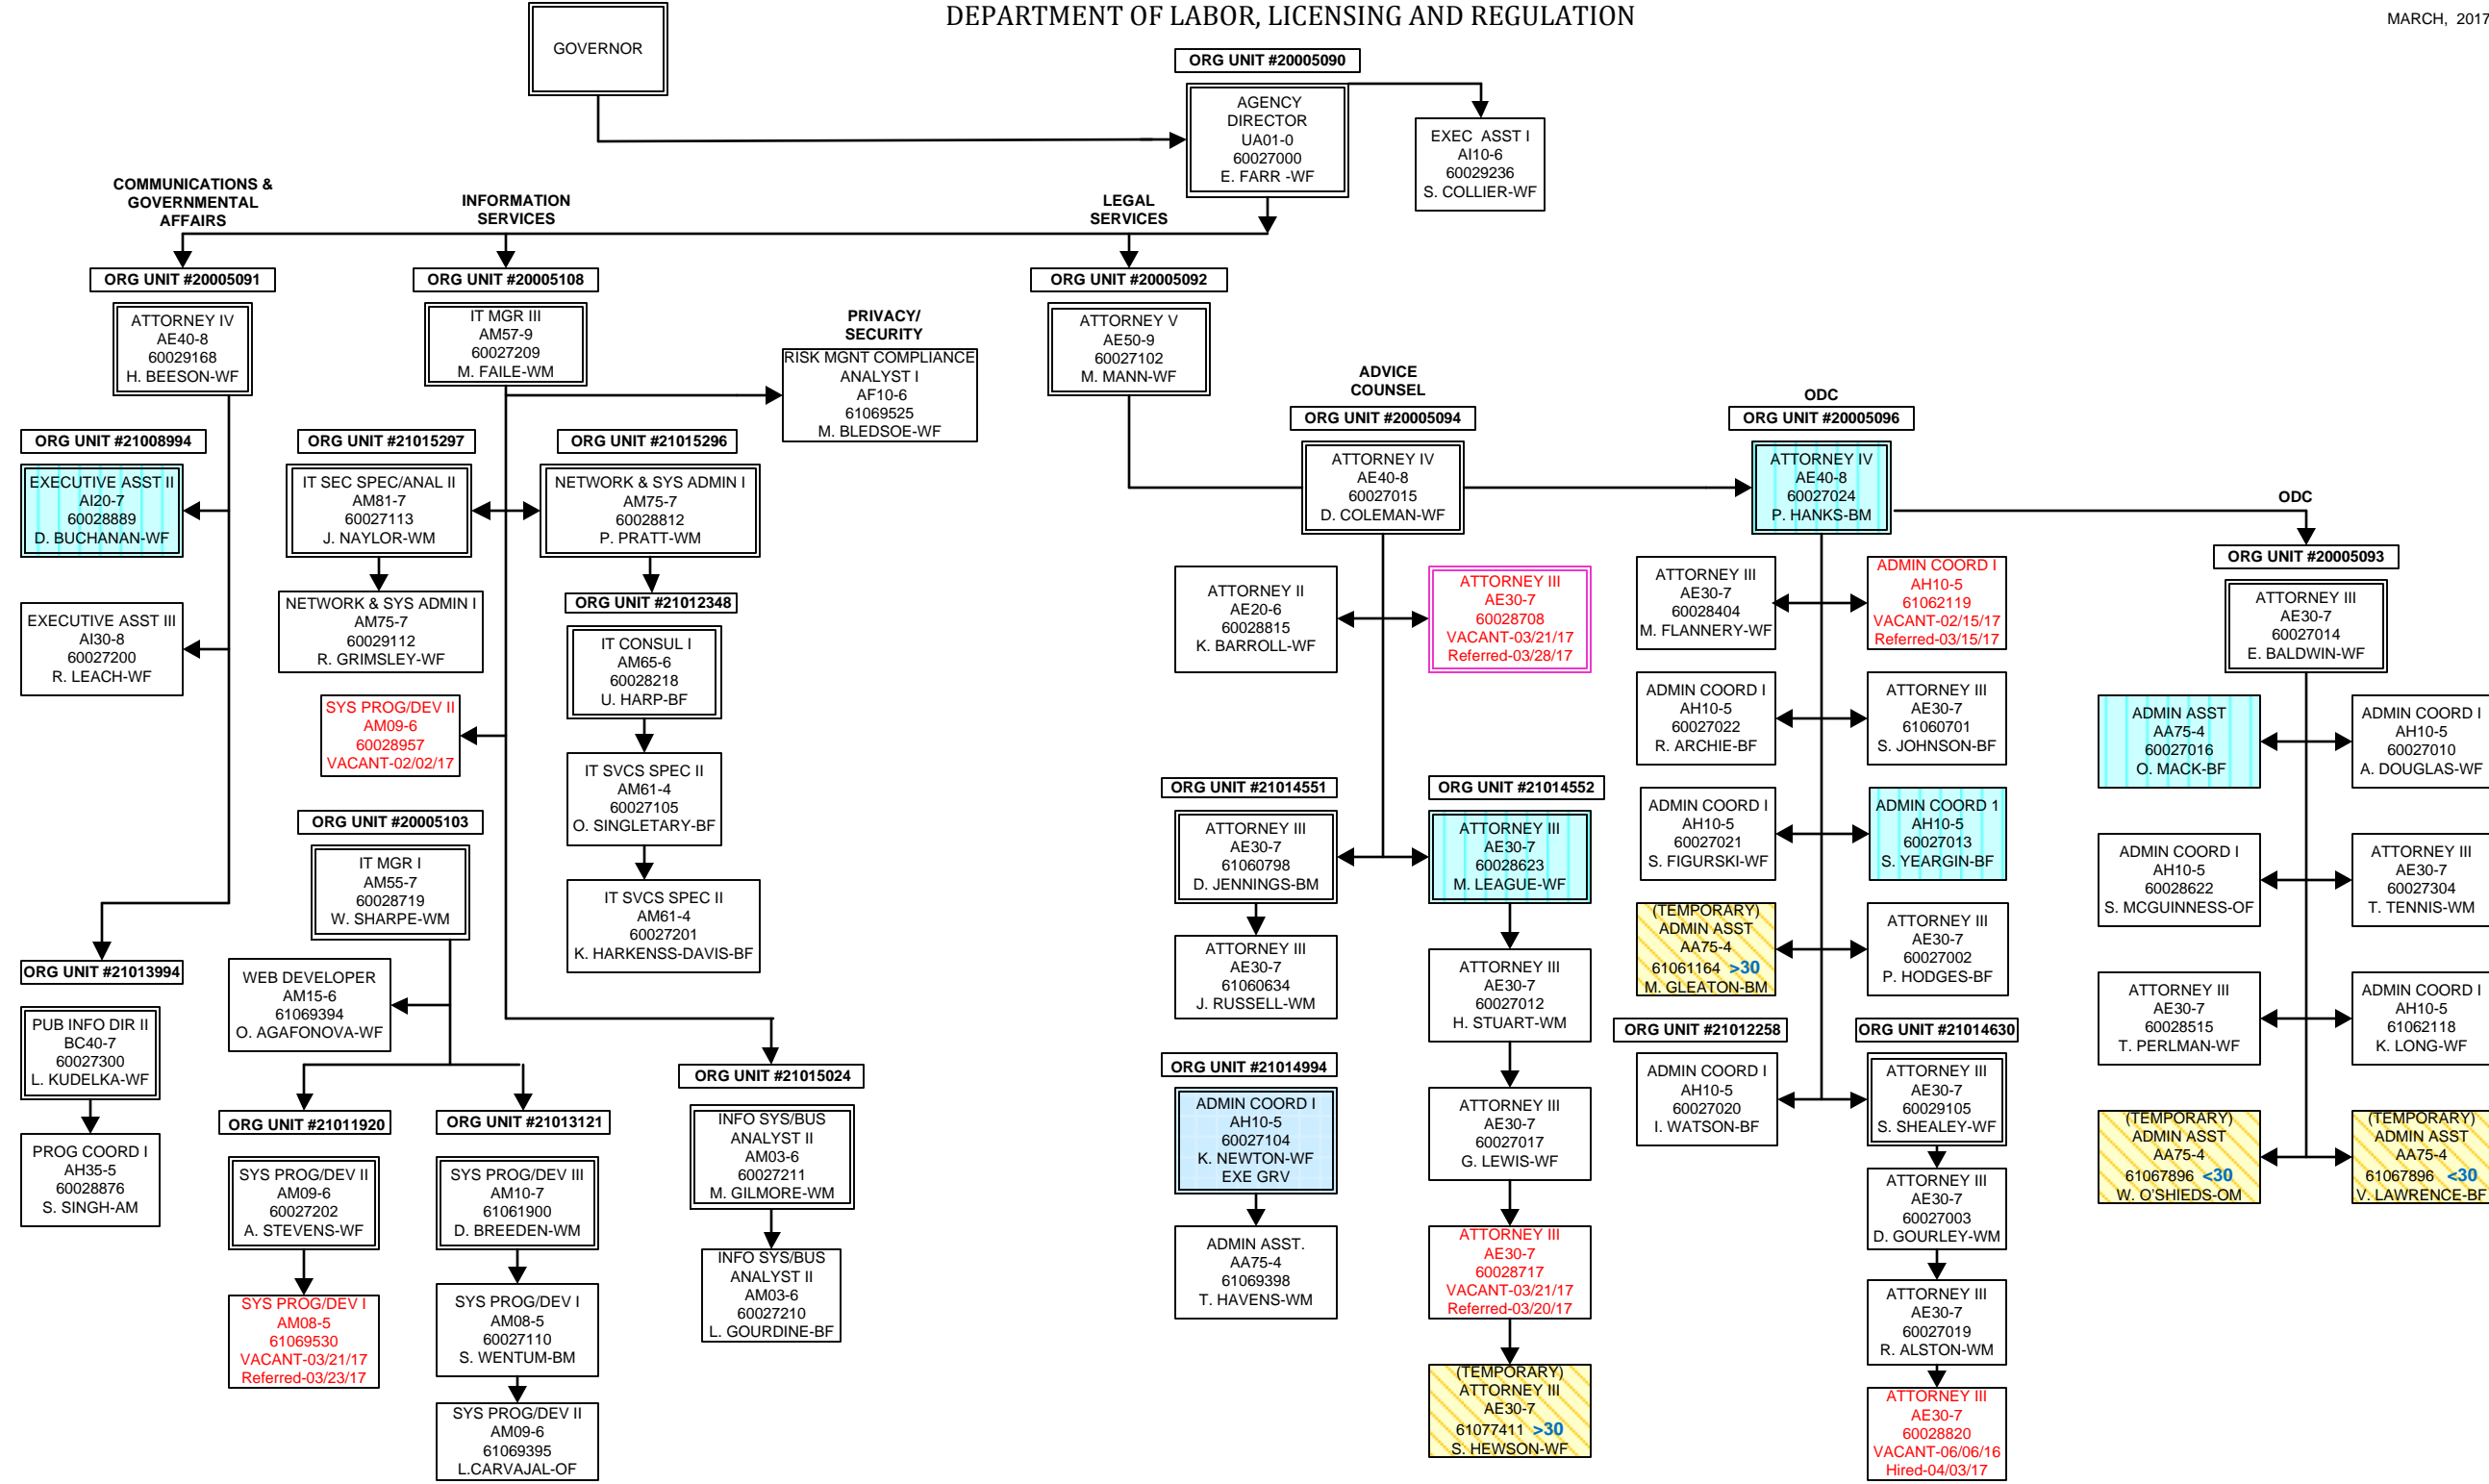 DEPARTMENT OF LABOR, LICENSING AND REGULATION
MARCH, 2017
GOVERNOR
ORG UNIT #20005090
AGENCY
DIRECTOR
UA01-0
60027000
E. FARR -WF
EXEC ASST I
AI10-6
60029236
S. COLLIER-WF
COMMUNICATIONS &
GOVERNMENTAL
AFFAIRS
INFORMATION
SERVICES
LEGAL
SERVICES
ORG UNIT #20005091
ATTORNEY IV
AE40-8
60029168
H. BEESON-WF
ORG UNIT #21008994
EXECUTIVE ASST II
AI20-7
60028889
D. BUCHANAN-WF
EXECUTIVE ASST III
AI30-8
60027200
R. LEACH-WF
ORG UNIT #21013994
PUB INFO DIR II
BC40-7
60027300
L. KUDELKA-WF
PROG COORD I
AH35-5
60028876
S. SINGH-AM
ORG UNIT #20005108
IT MGR III
AM57-9
60027209
M. FAILE-WM
PRIVACY/
SECURITY
RISK MGNT COMPLIANCE
ANALYST I
AF10-6
61069525
M. BLEDSOE-WF
ORG UNIT #21015297
IT SEC SPEC/ANAL II
AM81-7
60027113
J. NAYLOR-WM
NETWORK & SYS ADMIN I
AM75-7
60029112
R. GRIMSLEY-WF
ORG UNIT #21015296
NETWORK & SYS ADMIN I
AM75-7
60028812
P. PRATT-WM
ORG UNIT #21012348
IT CONSUL I
AM65-6
60028218
U. HARP-BF
IT SVCS SPEC II
AM61-4
60027105
O. SINGLETARY-BF
IT SVCS SPEC II
AM61-4
60027201
K. HARKENSS-DAVIS-BF
SYS PROG/DEV II
AM09-6
60028957
VACANT-02/02/17
ORG UNIT #20005103
IT MGR I
AM55-7
60028719
W. SHARPE-WM
WEB DEVELOPER
AM15-6
61069394
O. AGAFONOVA-WF
ORG UNIT #21011920
SYS PROG/DEV II
AM09-6
60027202
A. STEVENS-WF
SYS PROG/DEV I
AM08-5
61069530
VACANT-03/21/17
Referred-03/23/17
ORG UNIT #21013121
SYS PROG/DEV III
AM10-7
61061900
D. BREEDEN-WM
SYS PROG/DEV I
AM08-5
60027110
S. WENTUM-BM
SYS PROG/DEV II
AM09-6
61069395
L.CARVAJAL-OF
ORG UNIT #21015024
INFO SYS/BUS
ANALYST II
AM03-6
60027211
M. GILMORE-WM
INFO SYS/BUS
ANALYST II
AM03-6
60027210
L. GOURDINE-BF
ORG UNIT #20005092
ATTORNEY V
AE50-9
60027102
M. MANN-WF
ADVICE
COUNSEL
ORG UNIT #20005094
ATTORNEY IV
AE40-8
60027015
D. COLEMAN-WF
ATTORNEY II
AE20-6
60028815
K. BARROLL-WF
ATTORNEY III
AE30-7
60028708
VACANT-03/21/17
Referred-03/28/17
ORG UNIT #21014551
ATTORNEY III
AE30-7
61060798
D. JENNINGS-BM
ATTORNEY III
AE30-7
61060634
J. RUSSELL-WM
ORG UNIT #21014994
ADMIN COORD I
AH10-5
60027104
K. NEWTON-WF
EXE GRV
ADMIN ASST.
AA75-4
61069398
T. HAVENS-WM
ORG UNIT #21014552
ATTORNEY III
AE30-7
60028623
M. LEAGUE-WF
ATTORNEY III
AE30-7
60027012
H. STUART-WM
ATTORNEY III
AE30-7
60027017
G. LEWIS-WF
ATTORNEY III
AE30-7
60028717
VACANT-03/21/17
Referred-03/20/17
(TEMPORARY)
ATTORNEY III
AE30-7
61077411 >30
S. HEWSON-WF
ODC
ORG UNIT #20005096
ATTORNEY IV
AE40-8
60027024
P. HANKS-BM
ATTORNEY III
AE30-7
60028404
M. FLANNERY-WF
ADMIN COORD I
AH10-5
61062119
VACANT-02/15/17
Referred-03/15/17
ADMIN COORD I
AH10-5
60027022
R. ARCHIE-BF
ATTORNEY III
AE30-7
61060701
S. JOHNSON-BF
ADMIN COORD I
AH10-5
60027021
S. FIGURSKI-WF
ADMIN COORD 1
AH10-5
60027013
S. YEARGIN-BF
(TEMPORARY)
ADMIN ASST
AA75-4
61061164 >30
M. GLEATON-BM
ATTORNEY III
AE30-7
60027002
P. HODGES-BF
ORG UNIT #21012258
ADMIN COORD I
AH10-5
60027020
I. WATSON-BF
ORG UNIT #21014630
ATTORNEY III
AE30-7
60029105
S. SHEALEY-WF
ATTORNEY III
AE30-7
60027003
D. GOURLEY-WM
ATTORNEY III
AE30-7
60027019
R. ALSTON-WM
ATTORNEY III
AE30-7
60028820
VACANT-06/06/16
Hired-04/03/17
ODC
ORG UNIT #20005093
ATTORNEY III
AE30-7
60027014
E. BALDWIN-WF
ADMIN ASST
AA75-4
60027016
O. MACK-BF
ADMIN COORD I
AH10-5
60027010
A. DOUGLAS-WF
ADMIN COORD I
AH10-5
60028622
S. MCGUINNESS-OF
ATTORNEY III
AE30-7
60027304
T. TENNIS-WM
ATTORNEY III
AE30-7
60028515
T. PERLMAN-WF
ADMIN COORD I
AH10-5
61062118
K. LONG-WF
(TEMPORARY)
ADMIN ASST
AA75-4
61067896 <30
W. O'SHIEDS-OM
(TEMPORARY)
ADMIN ASST
AA75-4
61067896 <30
V. LAWRENCE-BF